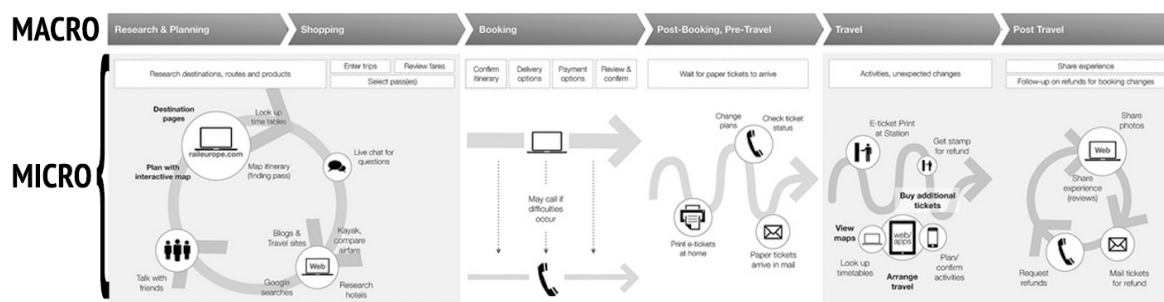 MACRO
Research & Planning
Shopping
Booking
Post-Booking, Pre-Travel
Travel
Post Travel
MICRO
Research destinations, routes and products
Enter trips
Review fares
Select pass(es)
Confirm
itinerary
Delivery
options
Payment
options
Review &
confirm
Wait for paper tickets to arrive
Activities, unexpected changes
Share experience
Follow-up on refunds for booking changes
Destination
pages
Look up
time tables
raileurope.com
Plan with
interactive map
Map itinerary
(finding pass)
Live chat for
questions
Blogs &
Travel sites
Kayak,
compare
airfare
Web
Talk with
friends
Google
searches
Research
hotels
May call if
difficulties
occur
Change
plans
Check ticket
status
Print e-tickets
at home
Paper tickets
arrive in mail
E-ticket Print
at Station
Get stamp
for refund
Buy additional
tickets
View
maps
web/
apps
Look up
timetables
Plan/
confirm
activities
Arrange
travel
Share
photos
Web
Share
experience
(reviews)
Request
refunds
Mail tickets
for refund